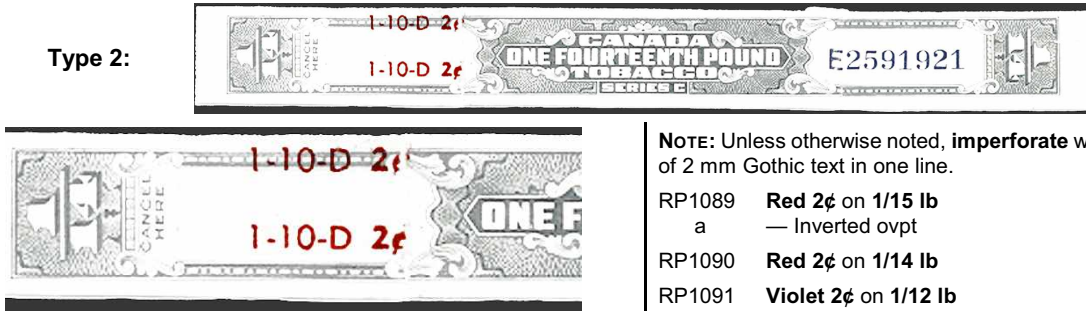 Type 2:
1-10-D 2¢
1-10-D 2¢
CANCEL
HERE
CANADA
ONE FOURTEENTH POUND
TOBACCO
SERIES C
E2591921
1-10-D 2¢
1-10-D 2¢
CANCEL
HERE
ONE F
NOTE: Unless otherwise noted, imperforate w
of 2 mm Gothic text in one line.
RP1089 Red 2¢ on 1/15 lb
a — Inverted ovpt
RP1090 Red 2¢ on 1/14 lb
RP1091 Violet 2¢ on 1/12 lb